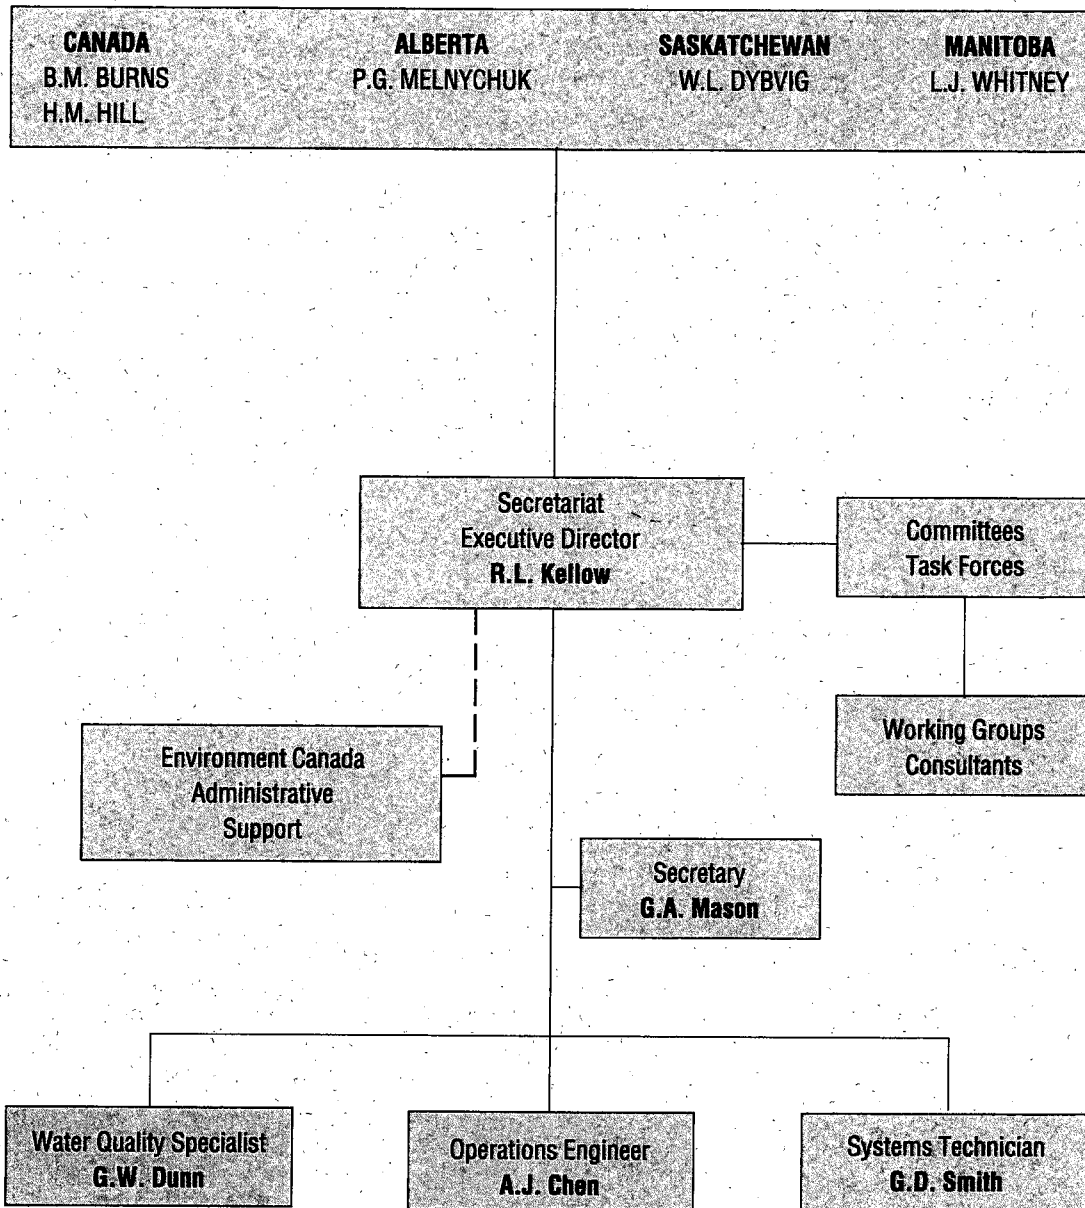 CANADA
B.M. BURNS
H.M. HILL
ALBERTA
P.G. MELNYCHUK
SASKATCHEWAN
W.L. DYBVIG
MANITOBA
L.J. WHITNEY
Secretariat
Executive Director
R.L. Kellow
Committees
Task Forces
Working Groups
Consultants
Environment Canada
Administrative
Support
Secretary
G.A. Mason
Water Quality Specialist
G.W. Dunn
Operations Engineer
A.J. Chen
Systems Technician
G.D. Smith